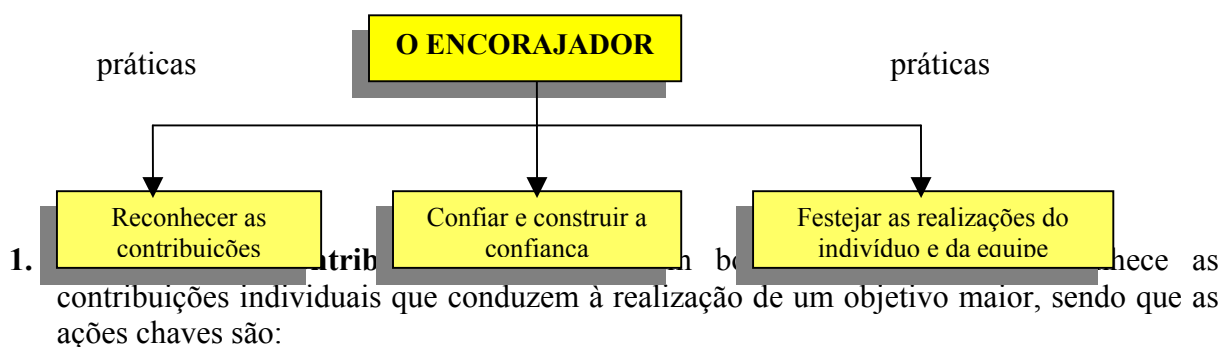 O ENCORAJADOR
práticas práticas
Reconhecer as
contribuições
Confiar e construir a
confiança
Festejar as realizações do
indivíduo e da equipe
1. as
contribuições individuais que conduzem à realização de um objetivo maior, sendo que as
ações chaves são: